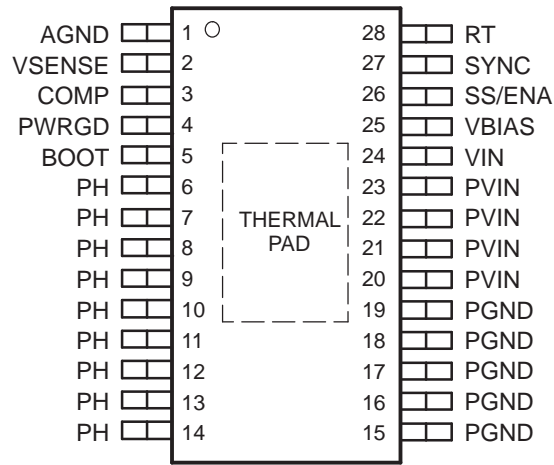 AGND 1 28 RT
VSENSE 2 27 SYNC
COMP 3 26 SS/ENA
PWRGD 4 25 VBIAS
BOOT 5 24 VIN
PH 6 23 PVIN
PH 7 22 PVIN
PH 8 21 PVIN
PH 9 20 PVIN
PH 10 19 PGND
PH 11 18 PGND
PH 12 17 PGND
PH 13 16 PGND
PH 14 15 PGND
THERMAL
PAD